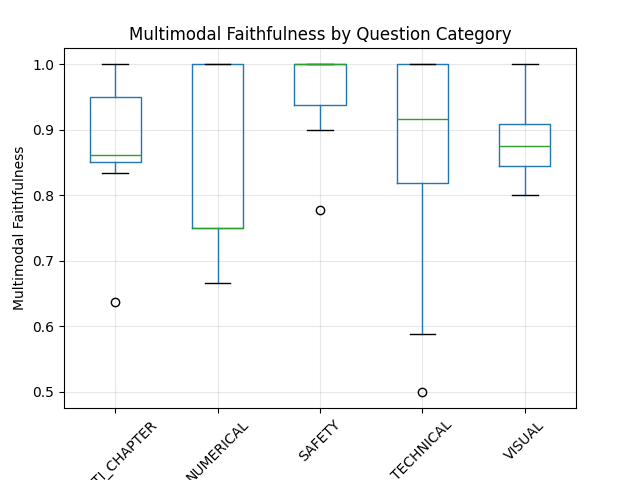 Multimodal Faithfulness by Question Category
Multimodal Faithfulness
1.0
0.9
0.8
0.7
0.6
0.5
TI_CHAPTER
NUMERICAL
SAFETY
TECHNICAL
VISUAL